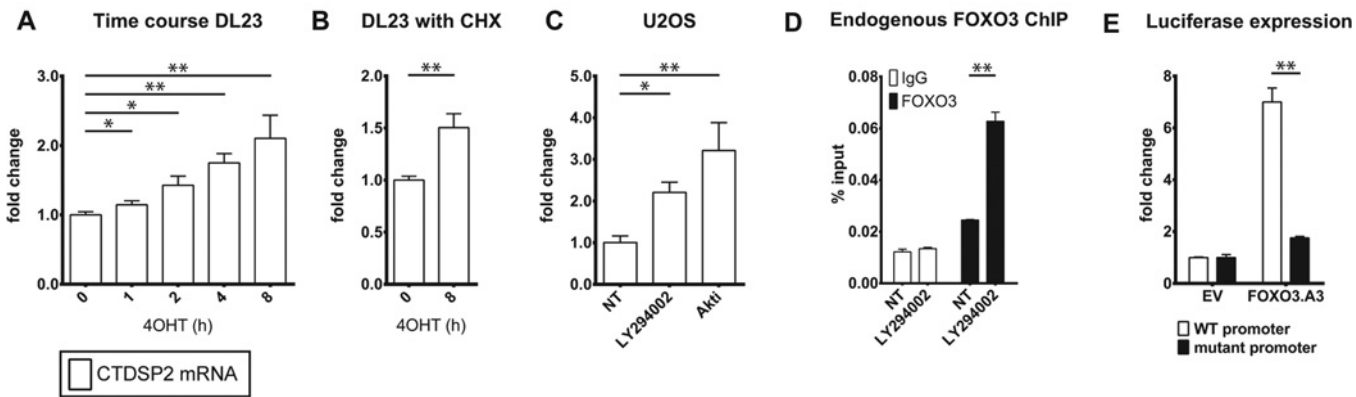 A
Time course DL23
**
**
*
*
3.0
2.0
1.0
0.0
fold change
0
1
2
4
8
4OHT (h)
CTDSP2 mRNA
B
DL23 with CHX
**
2.0
1.5
1.0
0.5
0.0
fold change
0
8
4OHT (h)
C
U2OS
**
*
5.0
4.0
3.0
2.0
1.0
0.0
fold change
NT
LY294002
Akti
D
Endogenous FOXO3 ChIP
IgG
FOXO3
**
0.08
0.06
0.04
0.02
0.00
% input
NT
LY294002
NT
LY294002
E
Luciferase expression
**
8
6
4
2
0
fold change
EV
FOXO3.A3
WT promoter
mutant promoter